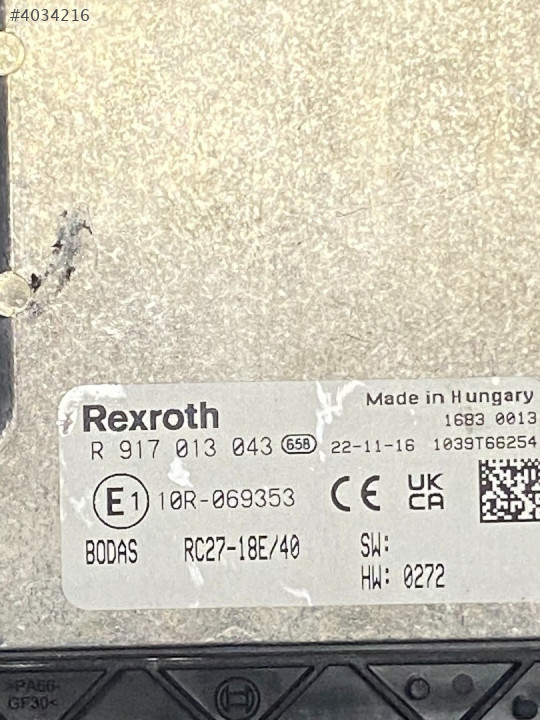 #4034216
Rexroth
Made in Hungary
1683 0013
R 917 013 043 658 22-11-16 1039T66254
E1 10R-069353 CE UK CA
BODAS RC27-18E/40 SW:
HW: 0272
>PA66-
GF30<